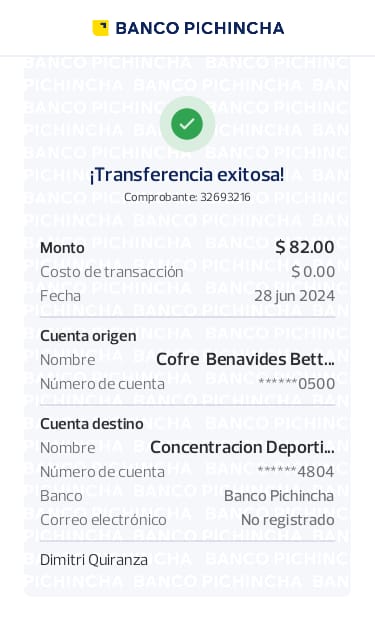 BANCO PICHINCHA
¡Transferencia exitosa!
Comprobante: 32693216
Monto $ 82.00
Costo de transacción $ 0.00
Fecha 28 jun 2024
Cuenta origen
Nombre Cofre Benavides Bett...
Número de cuenta ******0500
Cuenta destino
Nombre Concentracion Deporti...
Número de cuenta ******4804
Banco Banco Pichincha
Correo electrónico No registrado
Dimitri Quiranza